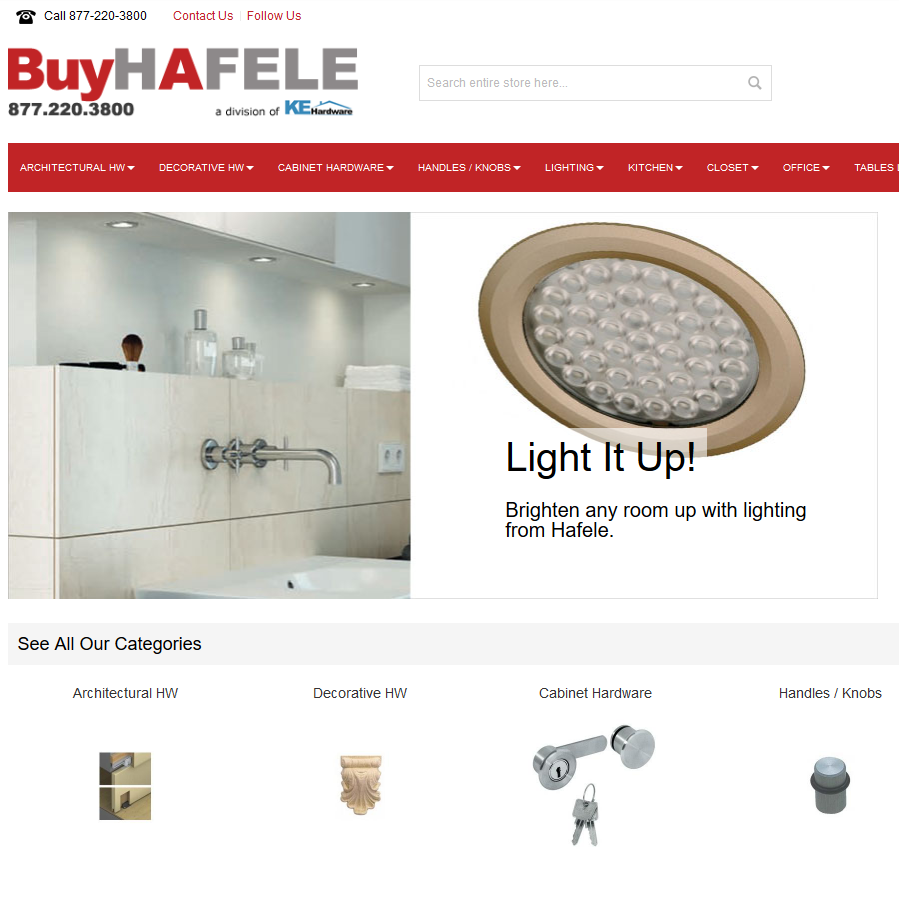 Call 877-220-3800
Contact Us
Follow Us
BuyHAFELE
877.220.3800
a division of KE Hardware
Search entire store here...
ARCHITECTURAL HW
DECORATIVE HW
CABINET HARDWARE
HANDLES / KNOBS
LIGHTING
KITCHEN
CLOSET
OFFICE
TABLES
Light It Up!
Brighten any room up with lighting
from Hafele.
See All Our Categories
Architectural HW
Decorative HW
Cabinet Hardware
Handles / Knobs
1